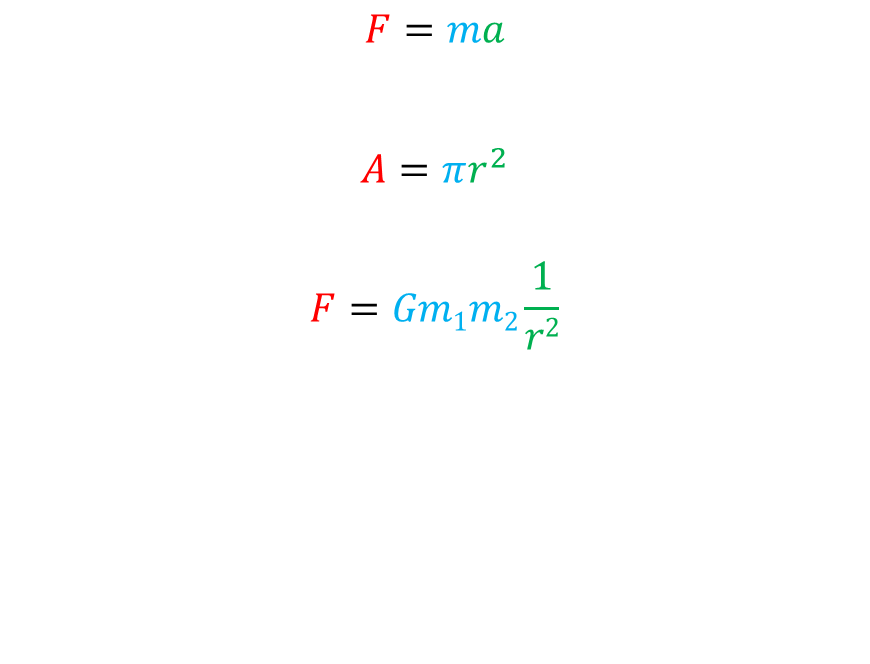 F = ma
A = πr²
F = Gm₁m₂ 1/r²